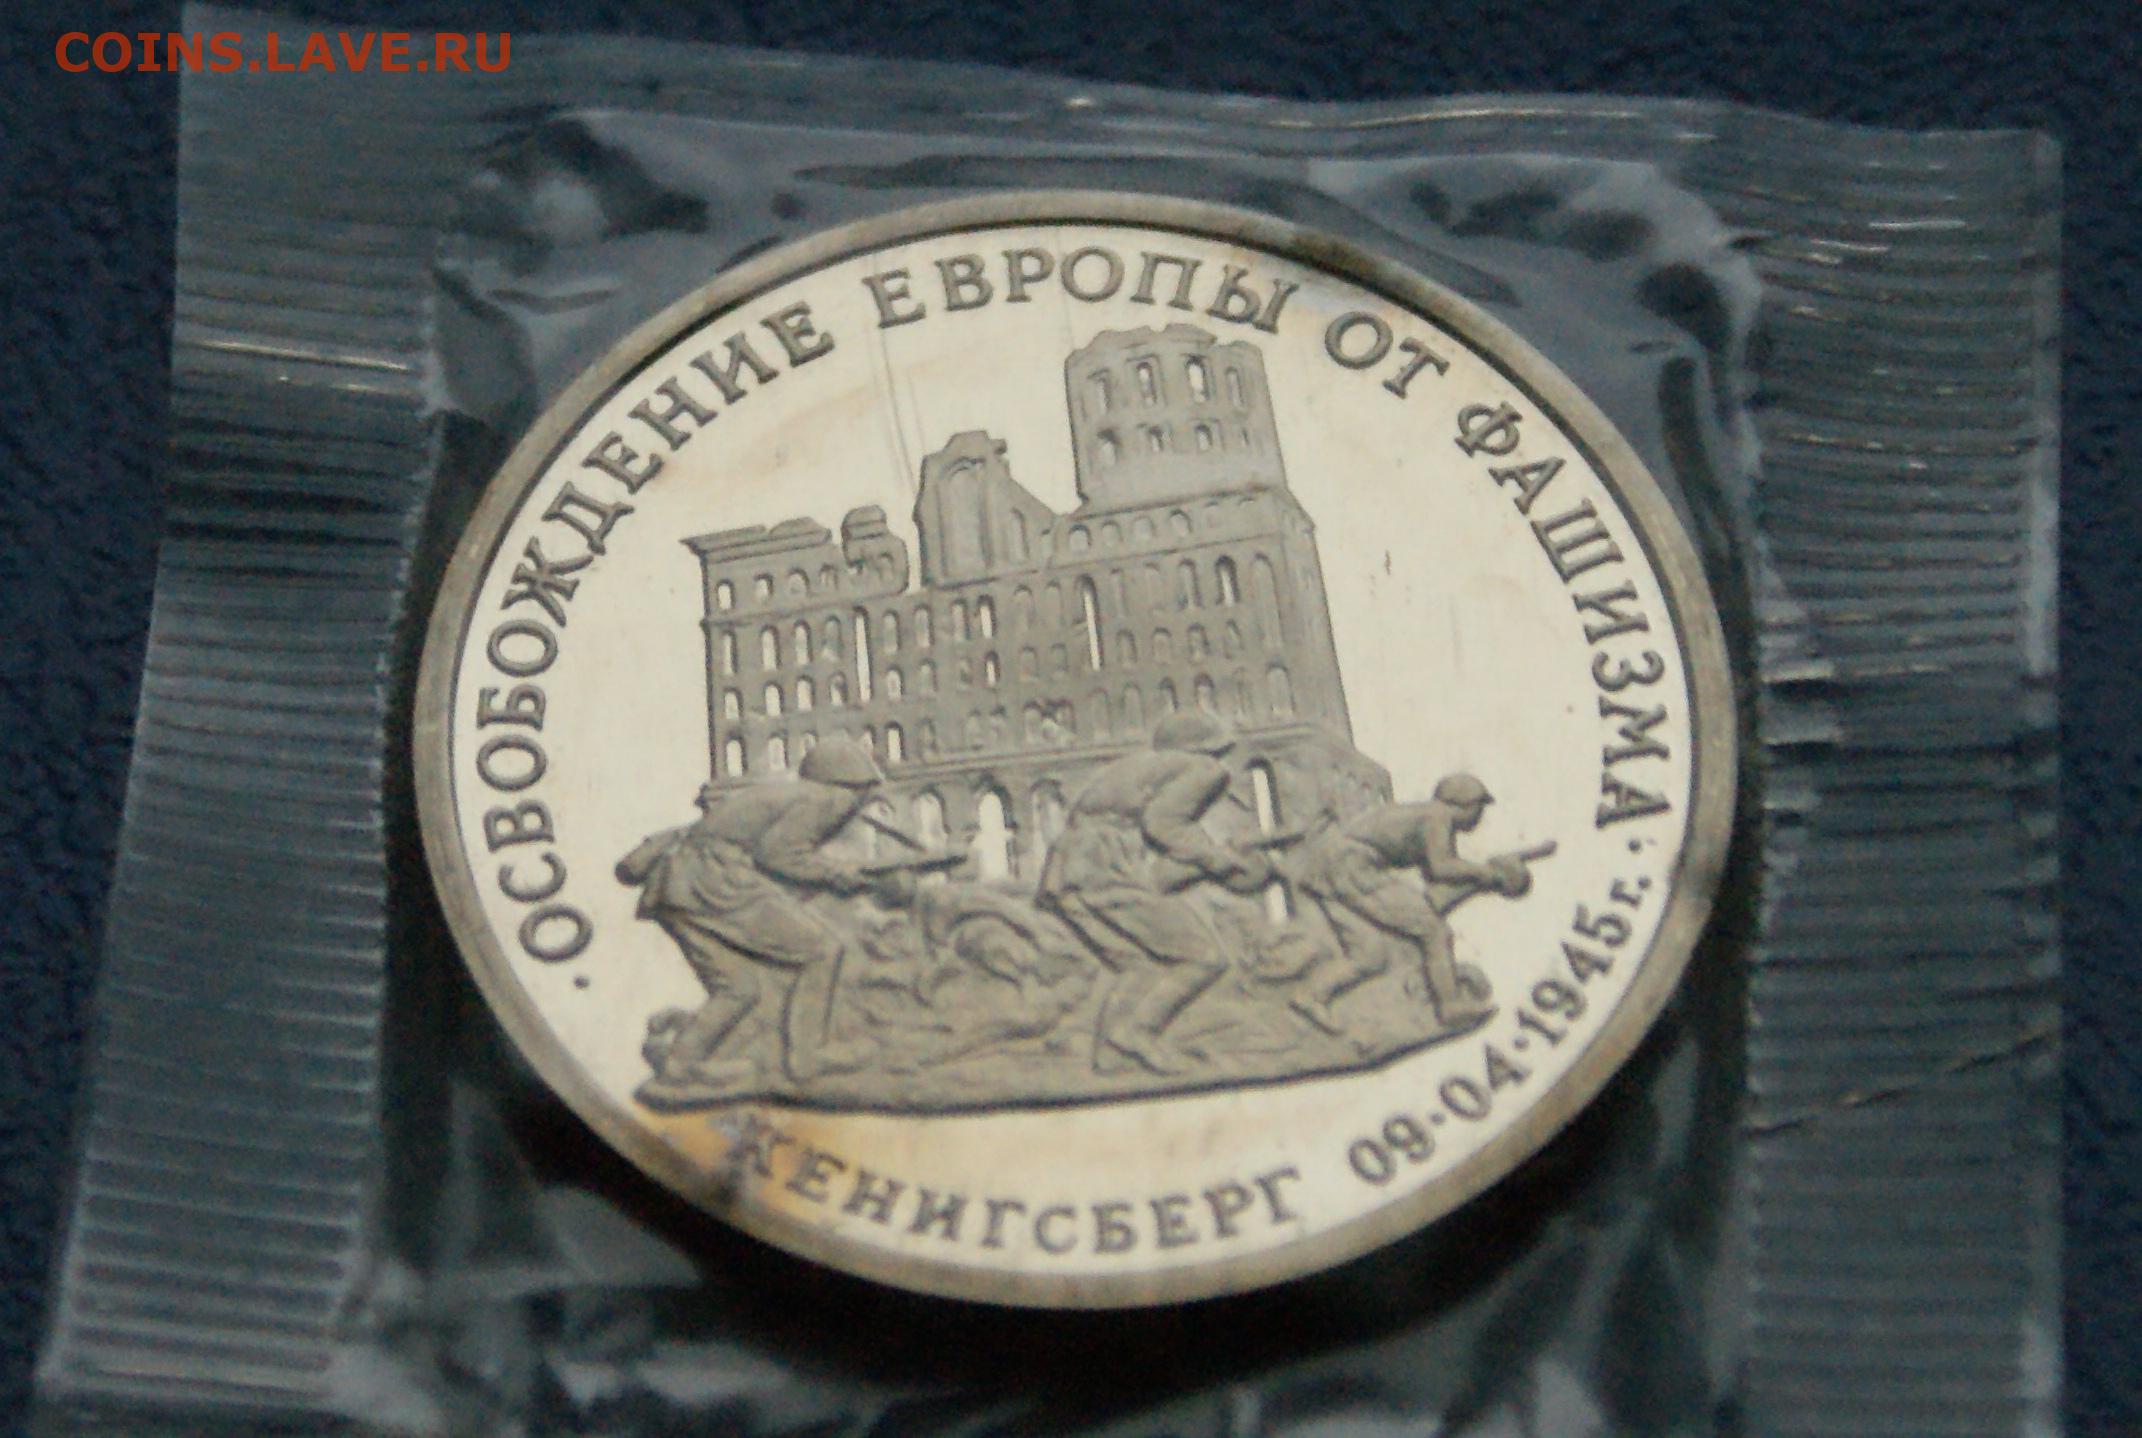 COINS.LAVE.RU
·ОСВОБОЖДЕНИЕ ЕВРОПЫ ОТ ФАШИЗМА·
КЕНИГСБЕРГ 09·04·1945г.